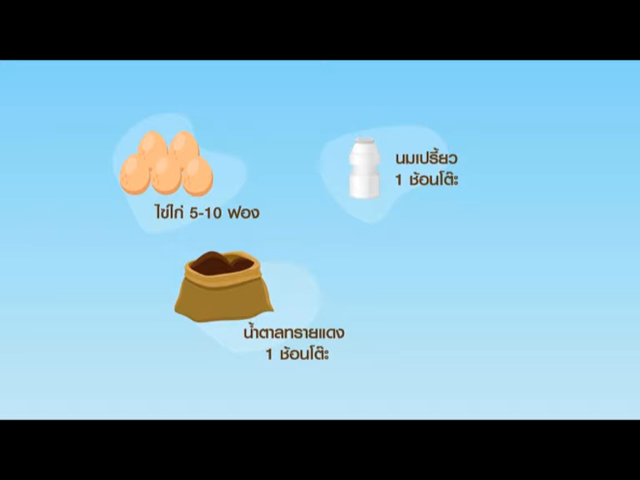 นมเปรี้ยว
1 ช้อนโต๊ะ
ไข่ไก่ 5-10 ฟอง
น้ำตาลทรายแดง
1 ช้อนโต๊ะ